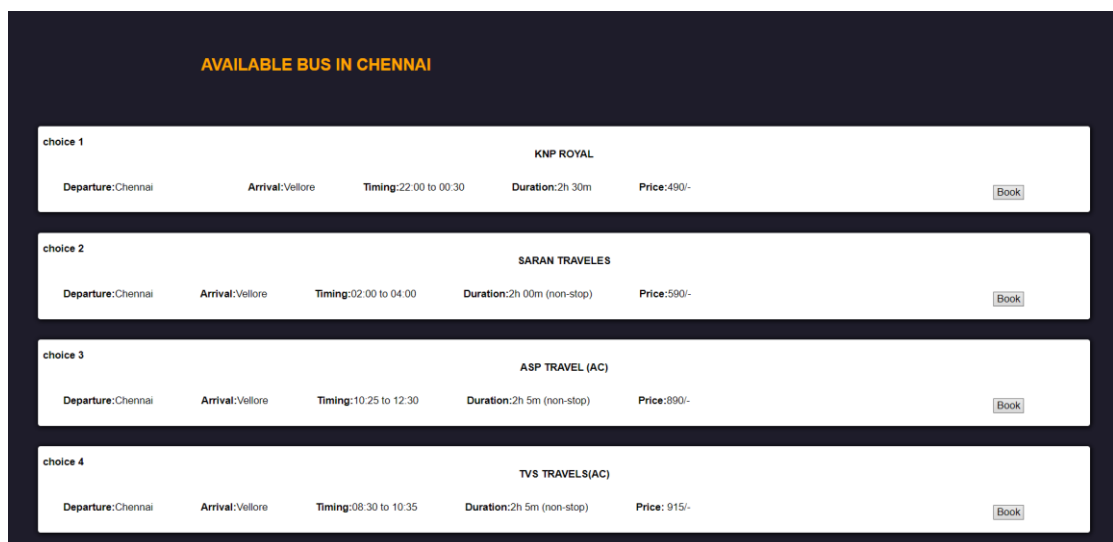 AVAILABLE BUS IN CHENNAI
choice 1
KNP ROYAL
Departure:Chennai Arrival:Vellore Timing:22:00 to 00:30 Duration:2h 30m Price:490/-
Book
choice 2
SARAN TRAVELES
Departure:Chennai Arrival:Vellore Timing:02:00 to 04:00 Duration:2h 00m (non-stop) Price:590/-
Book
choice 3
ASP TRAVEL (AC)
Departure:Chennai Arrival:Vellore Timing:10:25 to 12:30 Duration:2h 5m (non-stop) Price:890/-
Book
choice 4
TVS TRAVELS(AC)
Departure:Chennai Arrival:Vellore Timing:08:30 to 10:35 Duration:2h 5m (non-stop) Price: 915/-
Book